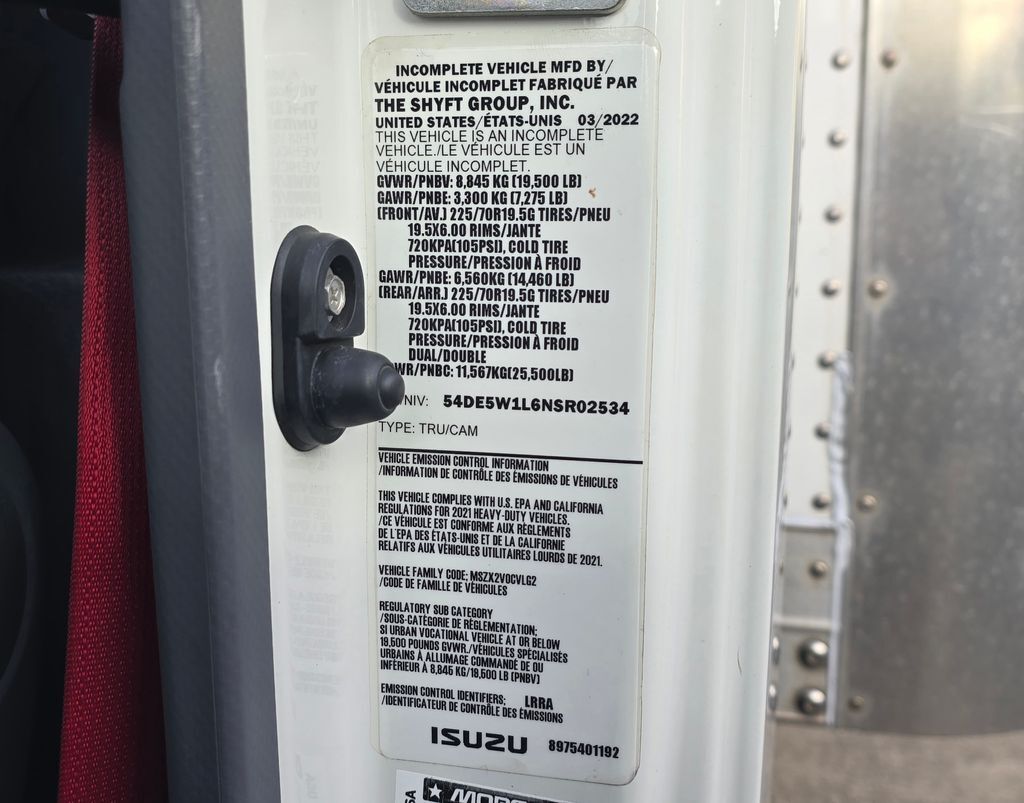 INCOMPLETE VEHICLE MFD BY/
VÉHICULE INCOMPLET FABRIQUÉ PAR
THE SHYFT GROUP, INC.
UNITED STATES/ÉTATS-UNIS 03/2022
THIS VEHICLE IS AN INCOMPLETE
VEHICLE./LE VÉHICULE EST UN
VÉHICULE INCOMPLET.
GVWR/PNBV: 8,845 KG (19,500 LB)
GAWR/PNBE: 3,300 KG (7,275 LB)
(FRONT/AV.) 225/70R19.5G TIRES/PNEU
19.5X6.00 RIMS/JANTE
720KPA(105PSI), COLD TIRE
PRESSURE/PRESSION À FROID
GAWR/PNBE: 6,560KG (14,460 LB)
(REAR/ARR.) 225/70R19.5G TIRES/PNEU
19.5X6.00 RIMS/JANTE
720KPA(105PSI), COLD TIRE
PRESSURE/PRESSION À FROID
DUAL/DOUBLE
WR/PNBC: 11,567KG(25,500LB)
/NIV: 54DE5W1L6NSR02534
TYPE: TRU/CAM
VEHICLE EMISSION CONTROL INFORMATION
/INFORMATION DE CONTRÔLE DES ÉMISSIONS DE VÉHICULES
THIS VEHICLE COMPLIES WITH U.S. EPA AND CALIFORNIA
REGULATIONS FOR 2021 HEAVY-DUTY VEHICLES.
/CE VÉHICULE EST CONFORME AUX RÈGLEMENTS
DE L'EPA DES ÉTATS-UNIS ET DE LA CALIFORNIE
RELATIFS AUX VÉHICULES UTILITAIRES LOURDS DE 2021.
VEHICLE FAMILY CODE: MSZX2VOCVLG2
/CODE DE FAMILLE DE VÉHICULES
REGULATORY SUB CATEGORY
/SOUS-CATÉGORIE DE RÉGLEMENTATION:
SI URBAN VOCATIONAL VEHICLE AT OR BELOW
19,500 POUNDS GVWR./VÉHICULES SPÉCIALISÉS
URBAINS À ALLUMAGE COMMANDÉ DE OU
INFÉRIEUR À 8,845 KG/19,500 LB (PNBV)
EMISSION CONTROL IDENTIFIERS: LRRA
/IDENTIFICATEUR DE CONTRÔLE DES ÉMISSIONS
ISUZU 8975401192